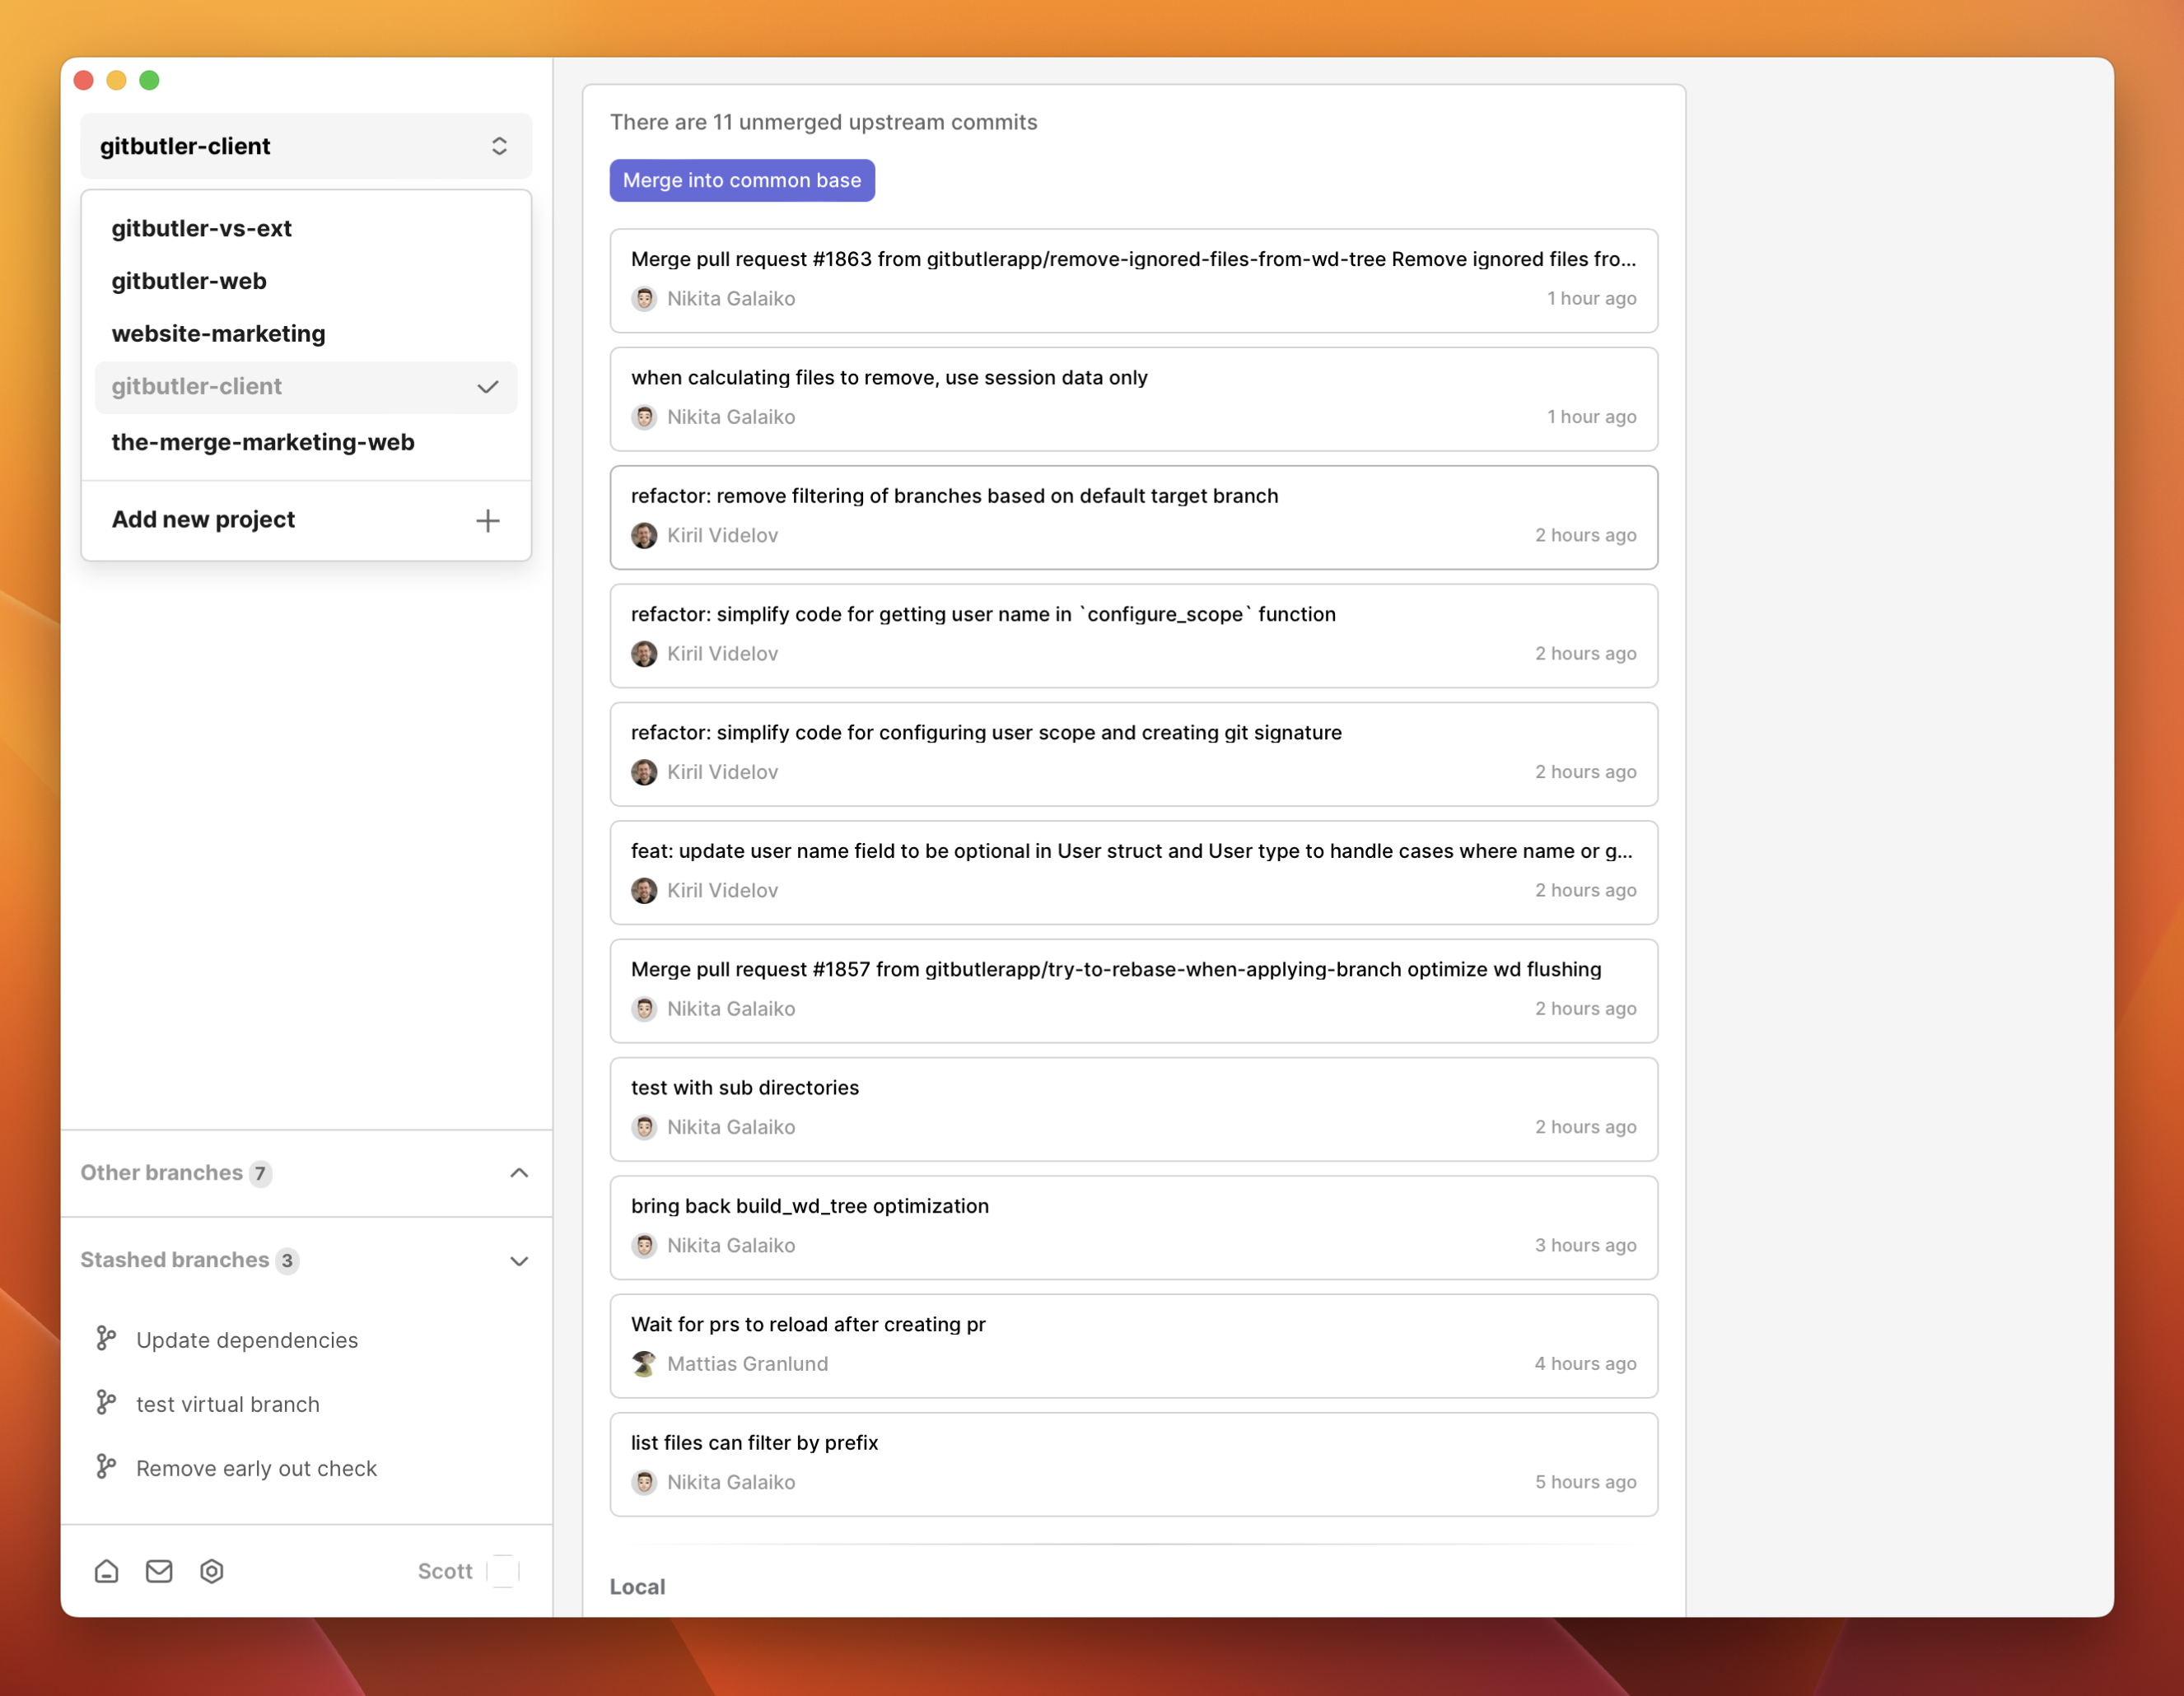 gitbutler-client
gitbutler-vs-ext
gitbutler-web
website-marketing
gitbutler-client
the-merge-marketing-web
Add new project
Other branches 7
Stashed branches 3
Update dependencies
test virtual branch
Remove early out check
Scott
There are 11 unmerged upstream commits
Merge into common base
Merge pull request #1863 from gitbutlerapp/remove-ignored-files-from-wd-tree Remove ignored files fro...
Nikita Galaiko 1 hour ago
when calculating files to remove, use session data only
Nikita Galaiko 1 hour ago
refactor: remove filtering of branches based on default target branch
Kiril Videlov 2 hours ago
refactor: simplify code for getting user name in `configure_scope` function
Kiril Videlov 2 hours ago
refactor: simplify code for configuring user scope and creating git signature
Kiril Videlov 2 hours ago
feat: update user name field to be optional in User struct and User type to handle cases where name or g...
Kiril Videlov 2 hours ago
Merge pull request #1857 from gitbutlerapp/try-to-rebase-when-applying-branch optimize wd flushing
Nikita Galaiko 2 hours ago
test with sub directories
Nikita Galaiko 2 hours ago
bring back build_wd_tree optimization
Nikita Galaiko 3 hours ago
Wait for prs to reload after creating pr
Mattias Granlund 4 hours ago
list files can filter by prefix
Nikita Galaiko 5 hours ago
Local